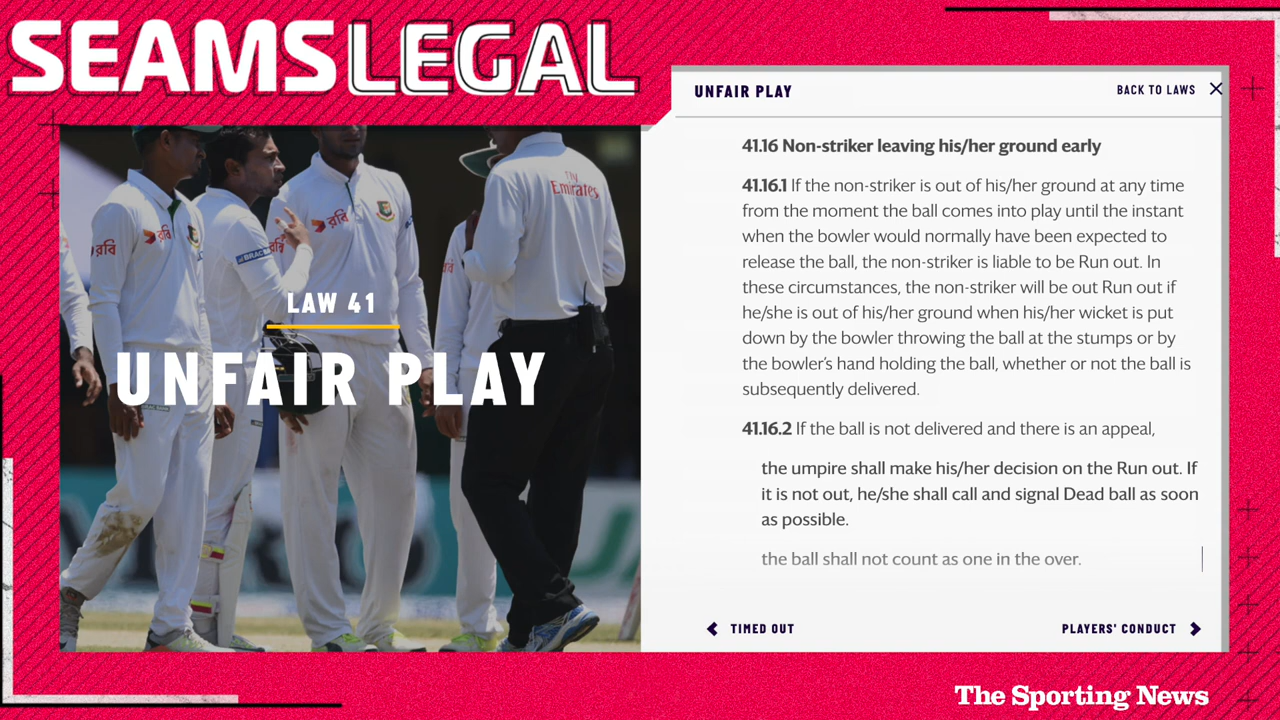 SEAMSLEGAL
UNFAIR PLAY
BACK TO LAWS
41.16 Non-striker leaving his/her ground early
41.16.1 If the non-striker is out of his/her ground at any time
from the moment the ball comes into play until the instant
when the bowler would normally have been expected to
release the ball, the non-striker is liable to be Run out. In
these circumstances, the non-striker will be out Run out if
he/she is out of his/her ground when his/her wicket is put
down by the bowler throwing the ball at the stumps or by
the bowler's hand holding the ball, whether or not the ball is
subsequently delivered.
41.16.2 If the ball is not delivered and there is an appeal,
the umpire shall make his/her decision on the Run out. If
it is not out, he/she shall call and signal Dead ball as soon
as possible.
the ball shall not count as one in the over.
TIMED OUT
PLAYERS' CONDUCT
Fly
Emirates
রবি
রবি
রবি
LAW 41
UNFAIR PLAY
The Sporting News